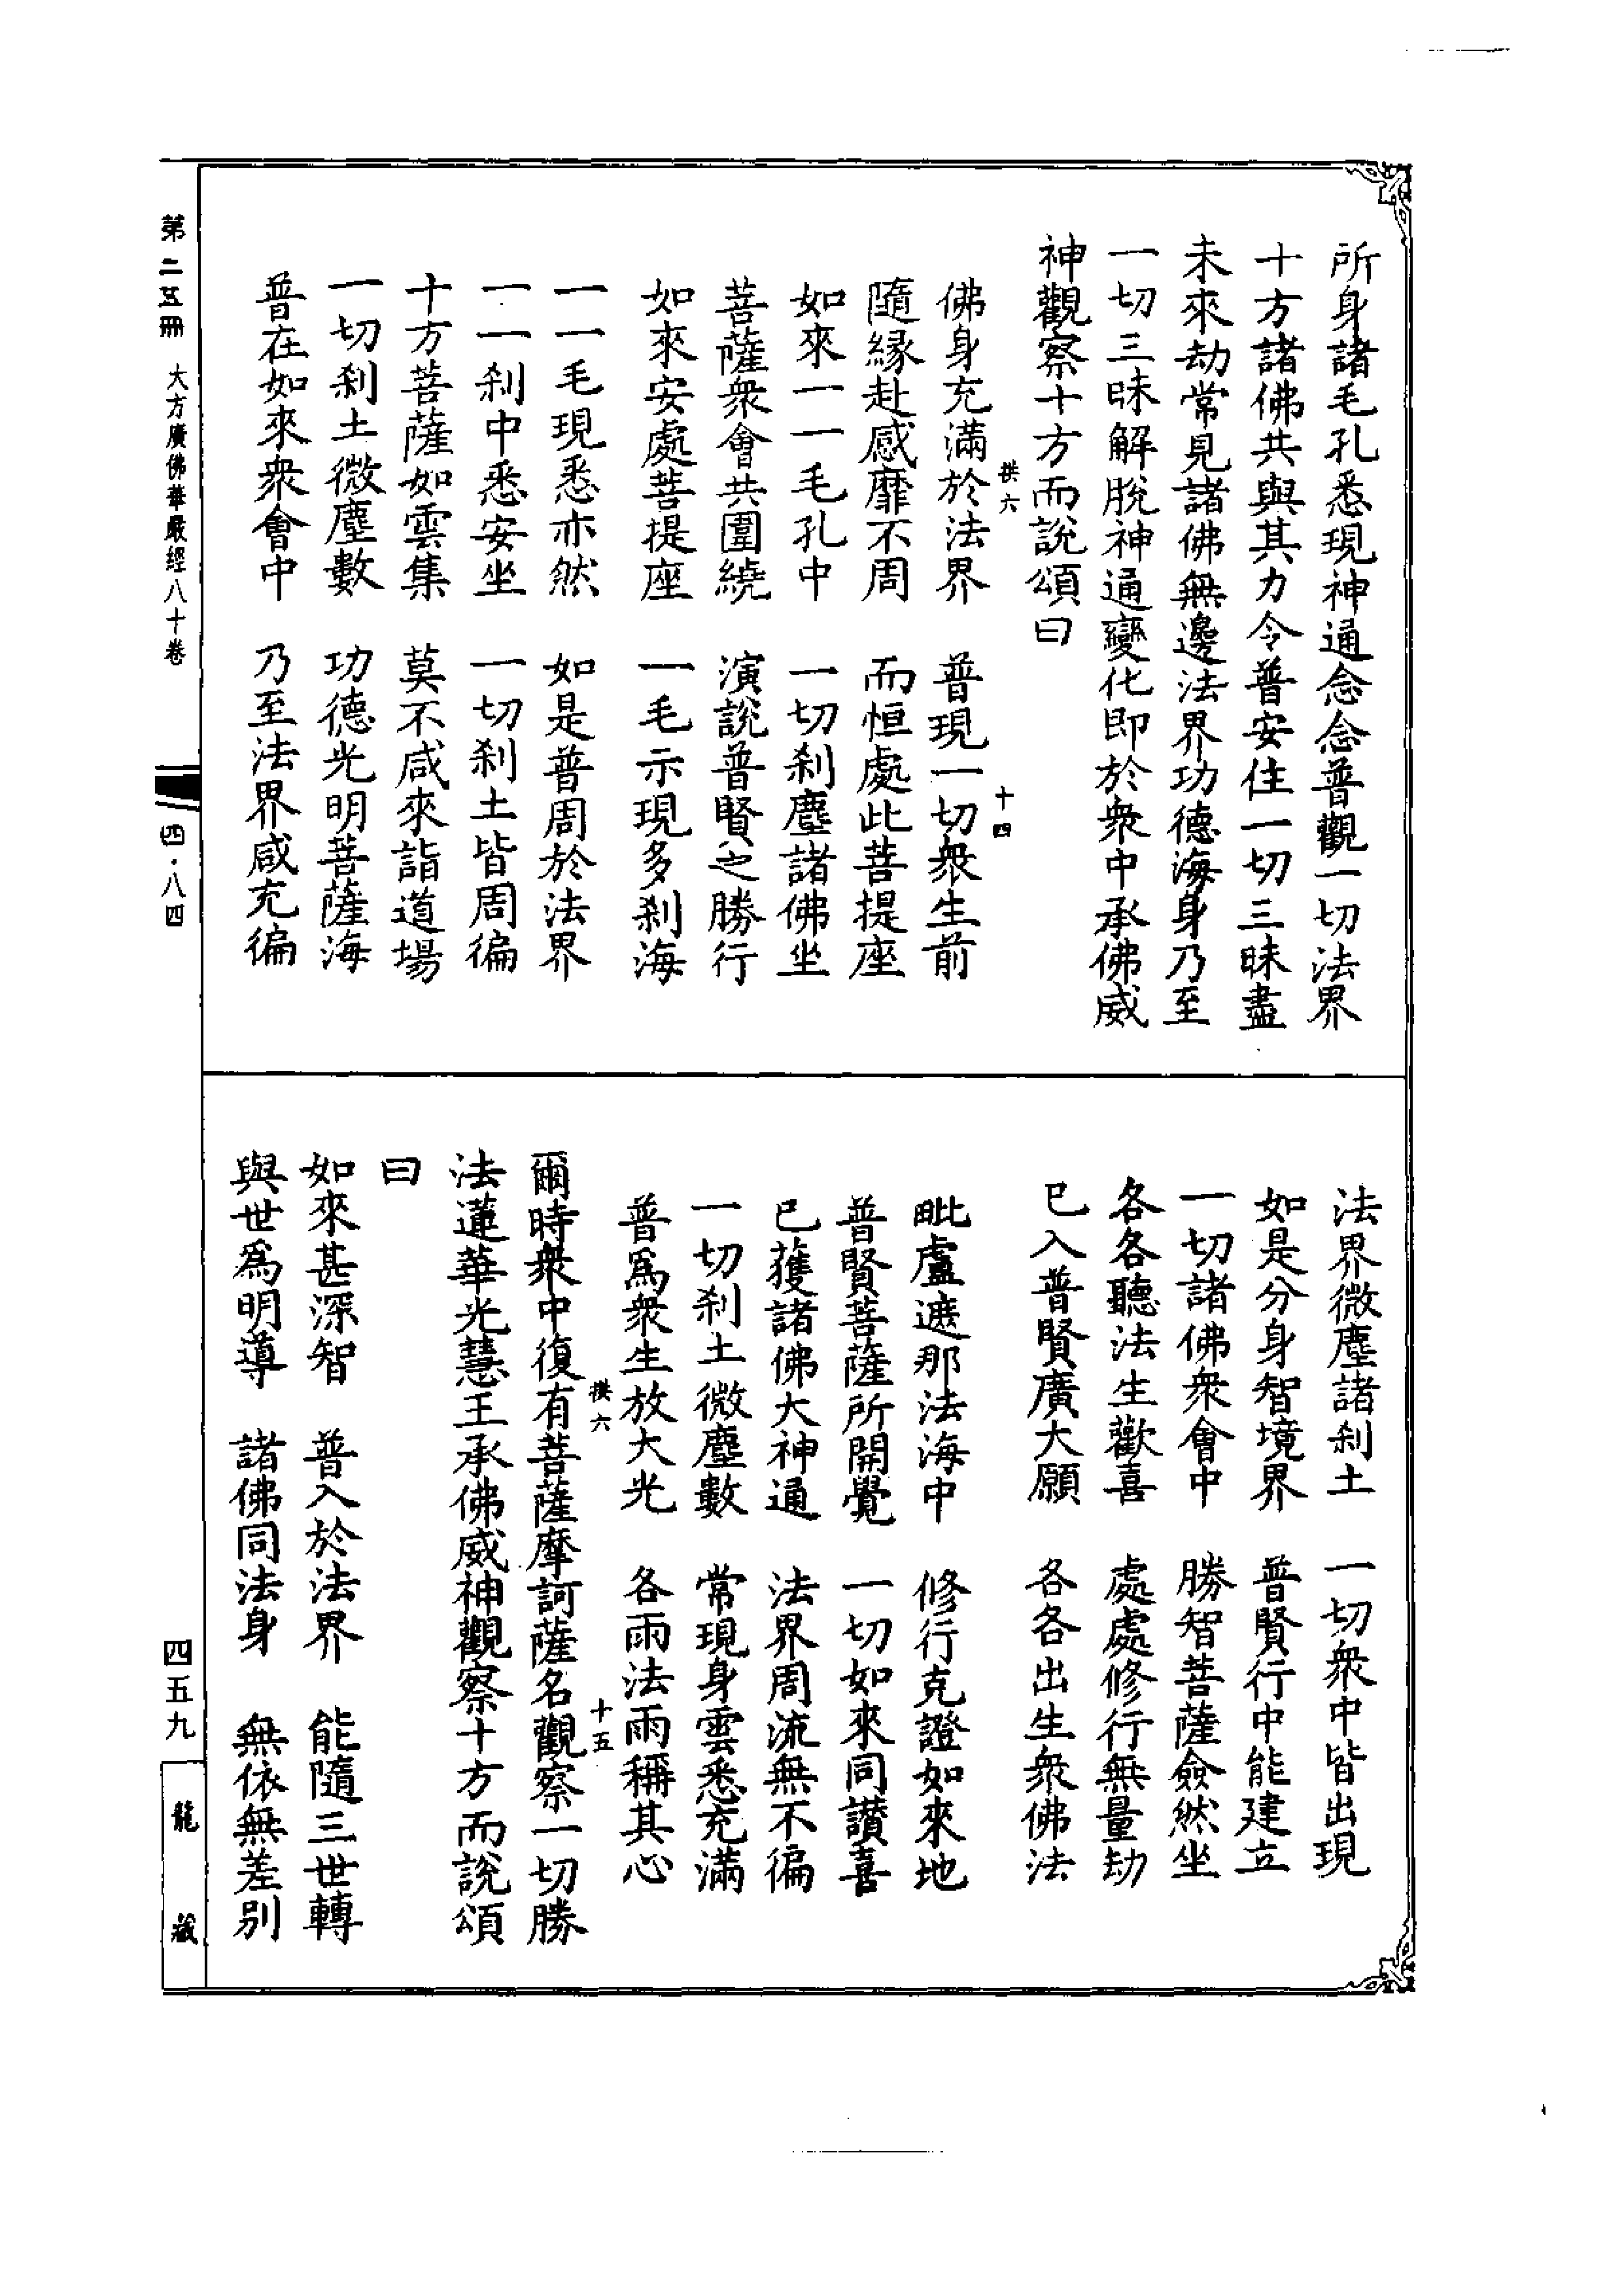 所身諸毛孔悉現神通念念普觀一切法界
十方諸佛共與其力令普安住一切三昧盡
未來劫常見諸佛無邊法界功德海身乃至
一切三昧解脫神通變化即於衆中承佛威
神觀察十方而說頌曰
拱六 十四
佛身充滿於法界 普現一切衆生前
隨緣赴感靡不周 而恒處此菩提座
如來一一毛孔中 一切刹塵諸佛坐
菩薩衆會共圍繞 演說普賢之勝行
如來安處菩提座 一毛示現多刹海
一一毛現悉亦然 如是普周於法界
一一刹中悉安坐 一切刹土皆周徧
十方菩薩如雲集 莫不咸來詣道場
一切刹土微塵數 功德光明菩薩海
普在如來衆會中 乃至法界咸充徧
法界微塵諸刹土 一切衆中皆出現
如是分身智境界 普賢行中能建立
一切諸佛衆會中 勝智菩薩僉然坐
各各聽法生歡喜 處處修行無量劫
已入普賢廣大願 各各出生衆佛法
毗盧遮那法海中 修行克證如來地
普賢菩薩所開覺 一切如來同讚喜
已獲諸佛大神通 法界周流無不徧
一切刹土微塵數 常現身雲悉充滿
普爲衆生放大光 各雨法雨稱其心
拱六 十五
爾時衆中復有菩薩摩訶薩名觀察一切勝
法蓮華光慧王承佛威神觀察十方而說頌
曰
如來甚深智 普入於法界 能隨三世轉
與世爲明導 諸佛同法身 無依無差別
第二五冊 大方廣佛華嚴經八十卷 四·八四 四五九 龍藏